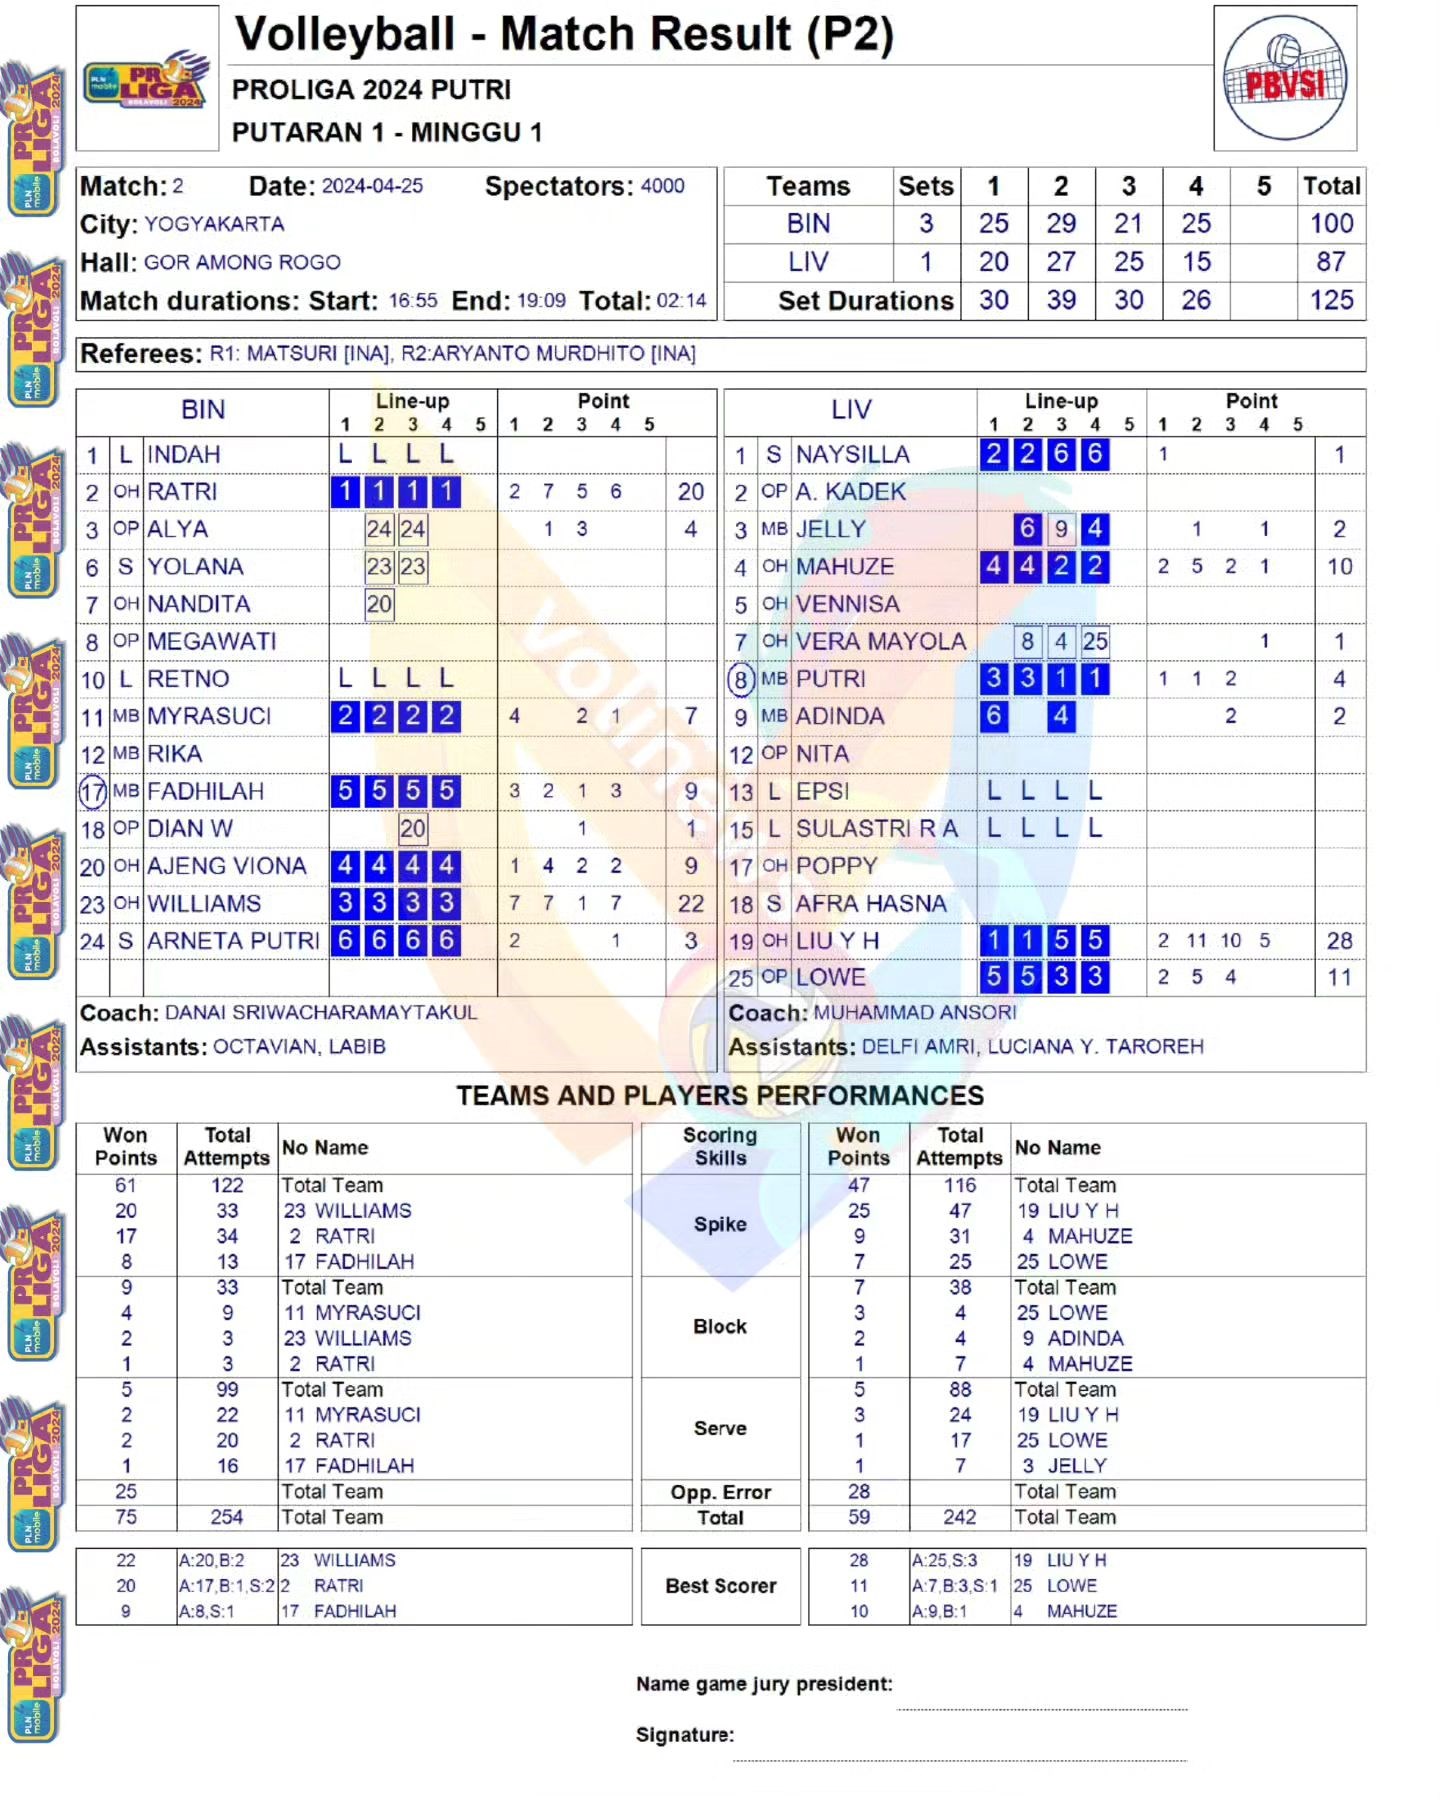 Volleyball - Match Result (P2)
PROLIGA 2024 PUTRI
PUTARAN 1 - MINGGU 1
PLN mobile PROLIGA BOLAVOLI 2024
PBVSI
Match: 2 Date: 2024-04-25 Spectators: 4000
City: YOGYAKARTA
Hall: GOR AMONG ROGO
Match durations: Start: 16:55 End: 19:09 Total: 02:14
Teams Sets 1 2 3 4 5 Total
BIN 3 25 29 21 25 100
LIV 1 20 27 25 15 87
Set Durations 30 39 30 26 125
Referees: R1: MATSURI [INA], R2:ARYANTO MURDHITO [INA]
BIN Line-up Point
1 2 3 4 5 1 2 3 4 5
1 L INDAH L L L L
2 OH RATRI 1 1 1 1 2 7 5 6 20
3 OP ALYA 24 24 1 3 4
6 S YOLANA 23 23
7 OH NANDITA 20
8 OP MEGAWATI
10 L RETNO L L L L
11 MB MYRASUCI 2 2 2 2 4 2 1 7
12 MB RIKA
17 MB FADHILAH 5 5 5 5 3 2 1 3 9
18 OP DIAN W 20 1 1
20 OH AJENG VIONA 4 4 4 4 1 4 2 2 9
23 OH WILLIAMS 3 3 3 3 7 7 1 7 22
24 S ARNETA PUTRI 6 6 6 6 2 1 3
Coach: DANAI SRIWACHARAMAYTAKUL
Assistants: OCTAVIAN, LABIB
LIV Line-up Point
1 2 3 4 5 1 2 3 4 5
1 S NAYSILLA 2 2 6 6 1 1
2 OP A. KADEK
3 MB JELLY 6 9 4 1 1 2
4 OH MAHUZE 4 4 2 2 2 5 2 1 10
5 OH VENNISA
7 OH VERA MAYOLA 8 4 25 1 1
8 MB PUTRI 3 3 1 1 1 1 2 4
9 MB ADINDA 6 4 2 2
12 OP NITA
13 L EPSI L L L L
15 L SULASTRI R A L L L L
17 OH POPPY
18 S AFRA HASNA
19 OH LIU Y H 1 1 5 5 2 11 10 5 28
25 OP LOWE 5 5 3 3 2 5 4 11
Coach: MUHAMMAD ANSORI
Assistants: DELFI AMRI, LUCIANA Y. TAROREH
TEAMS AND PLAYERS PERFORMANCES
Won Points Total Attempts No Name Scoring Skills Won Points Total Attempts No Name
61 122 Total Team 47 116 Total Team
20 33 23 WILLIAMS 25 47 19 LIU Y H
Spike
17 34 2 RATRI 9 31 4 MAHUZE
8 13 17 FADHILAH 7 25 25 LOWE
9 33 Total Team 7 38 Total Team
4 9 11 MYRASUCI 3 4 25 LOWE
Block
2 3 23 WILLIAMS 2 4 9 ADINDA
1 3 2 RATRI 1 7 4 MAHUZE
5 99 Total Team 5 88 Total Team
2 22 11 MYRASUCI 3 24 19 LIU Y H
Serve
2 20 2 RATRI 1 17 25 LOWE
1 16 17 FADHILAH 1 7 3 JELLY
25 Total Team Opp. Error 28 Total Team
75 254 Total Team Total 59 242 Total Team
22 A:20,B:2 23 WILLIAMS 28 A:25,S:3 19 LIU Y H
20 A:17,B:1,S:2 2 RATRI Best Scorer 11 A:7,B:3,S:1 25 LOWE
9 A:8,S:1 17 FADHILAH 10 A:9,B:1 4 MAHUZE
Name game jury president:
Signature: